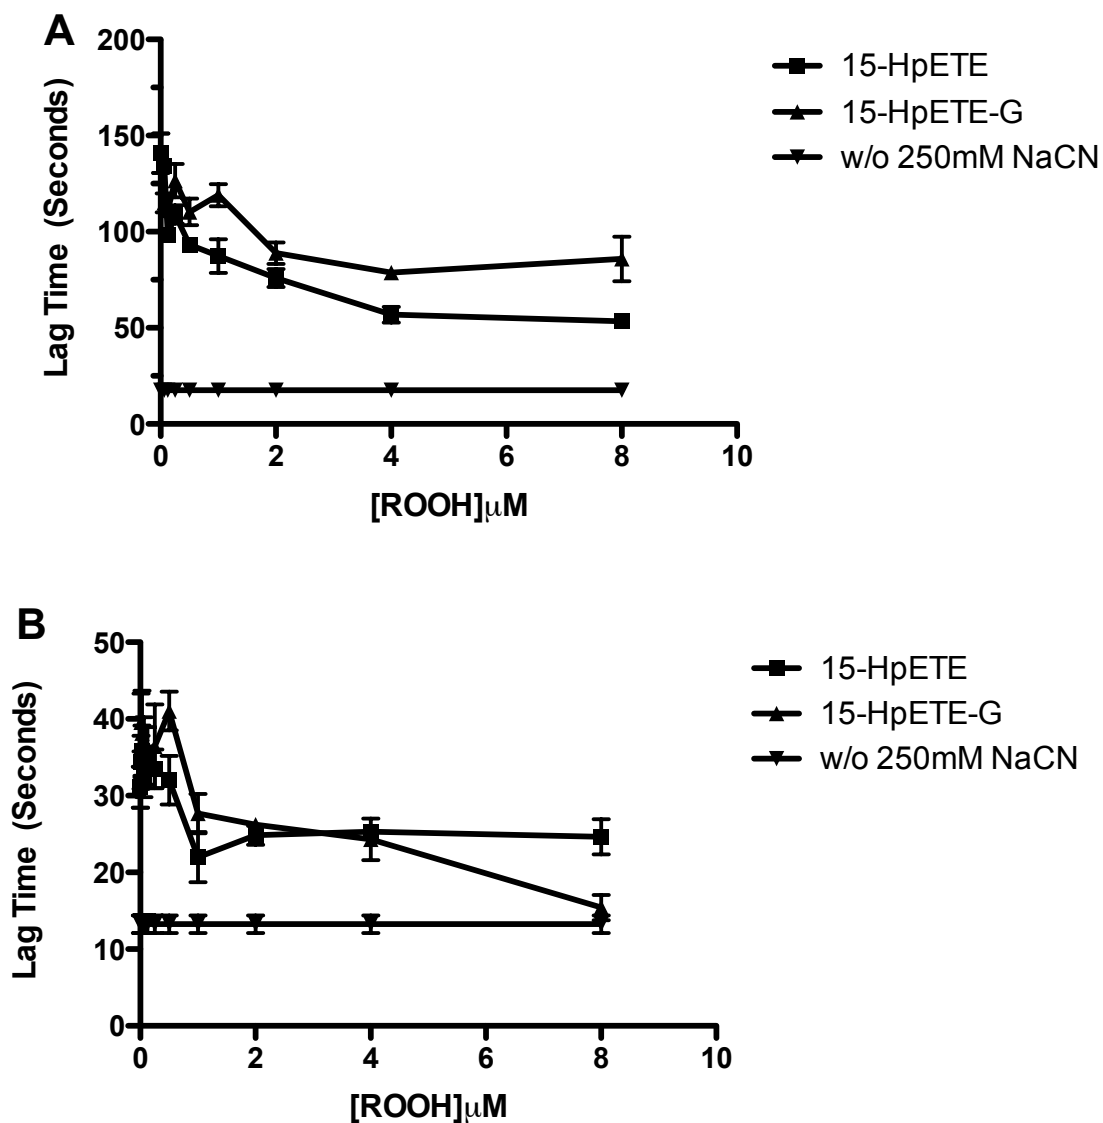 A
200
150
100
50
0
0 2 4 6 8 10
Lag Time (Seconds)
[ROOH]μM
15-HpETE
15-HpETE-G
w/o 250mM NaCN
B
50
40
30
20
10
0
0 2 4 6 8 10
Lag Time (Seconds)
[ROOH]μM
15-HpETE
15-HpETE-G
w/o 250mM NaCN